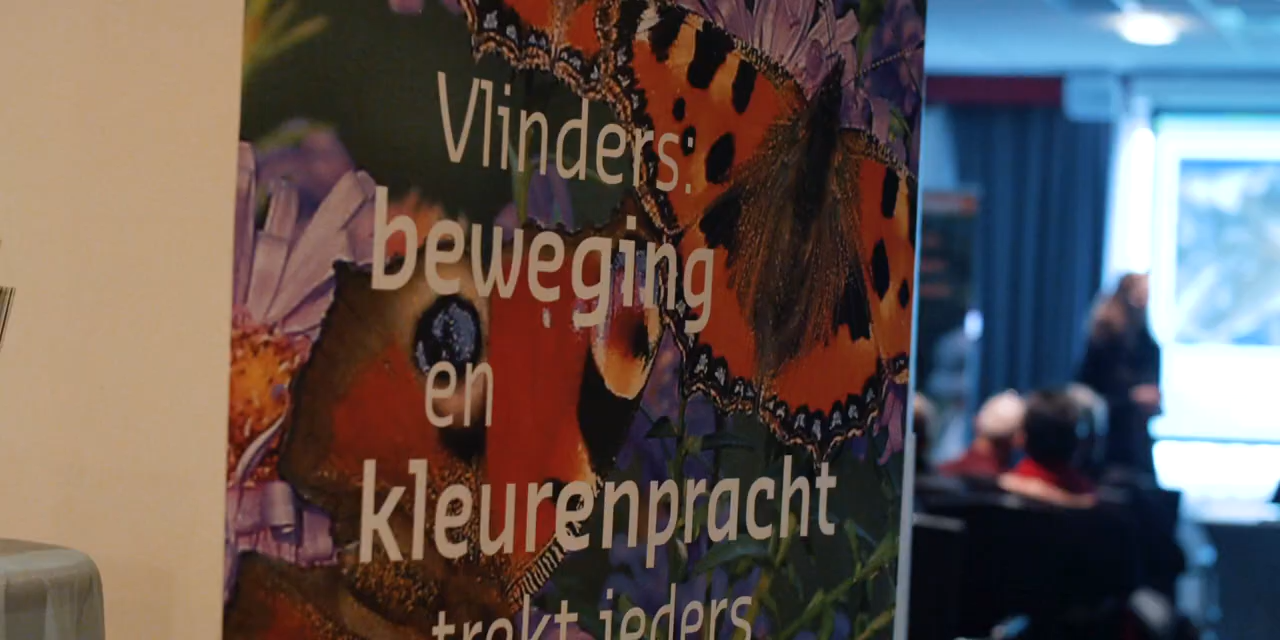 Vlinders:
beweging
en
kleurenpracht
trekt ieders